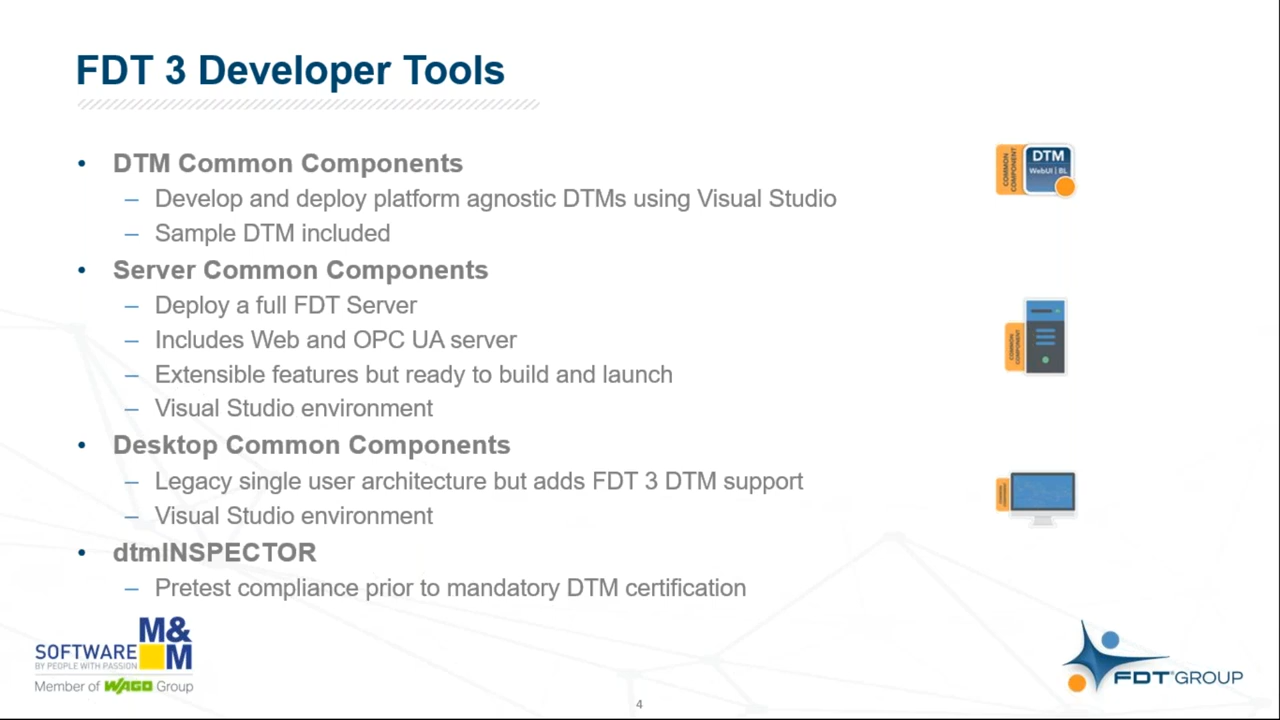 FDT 3 Developer Tools
• DTM Common Components
– Develop and deploy platform agnostic DTMs using Visual Studio
– Sample DTM included
COMMON COMPONENT
DTM
WebUI | BL
• Server Common Components
– Deploy a full FDT Server
– Includes Web and OPC UA server
– Extensible features but ready to build and launch
– Visual Studio environment
COMMON COMPONENT
• Desktop Common Components
– Legacy single user architecture but adds FDT 3 DTM support
– Visual Studio environment
• dtmINSPECTOR
– Pretest compliance prior to mandatory DTM certification
M&M
SOFTWARE
BY PEOPLE WITH PASSION
Member of WAGO Group
4
FDT® GROUP